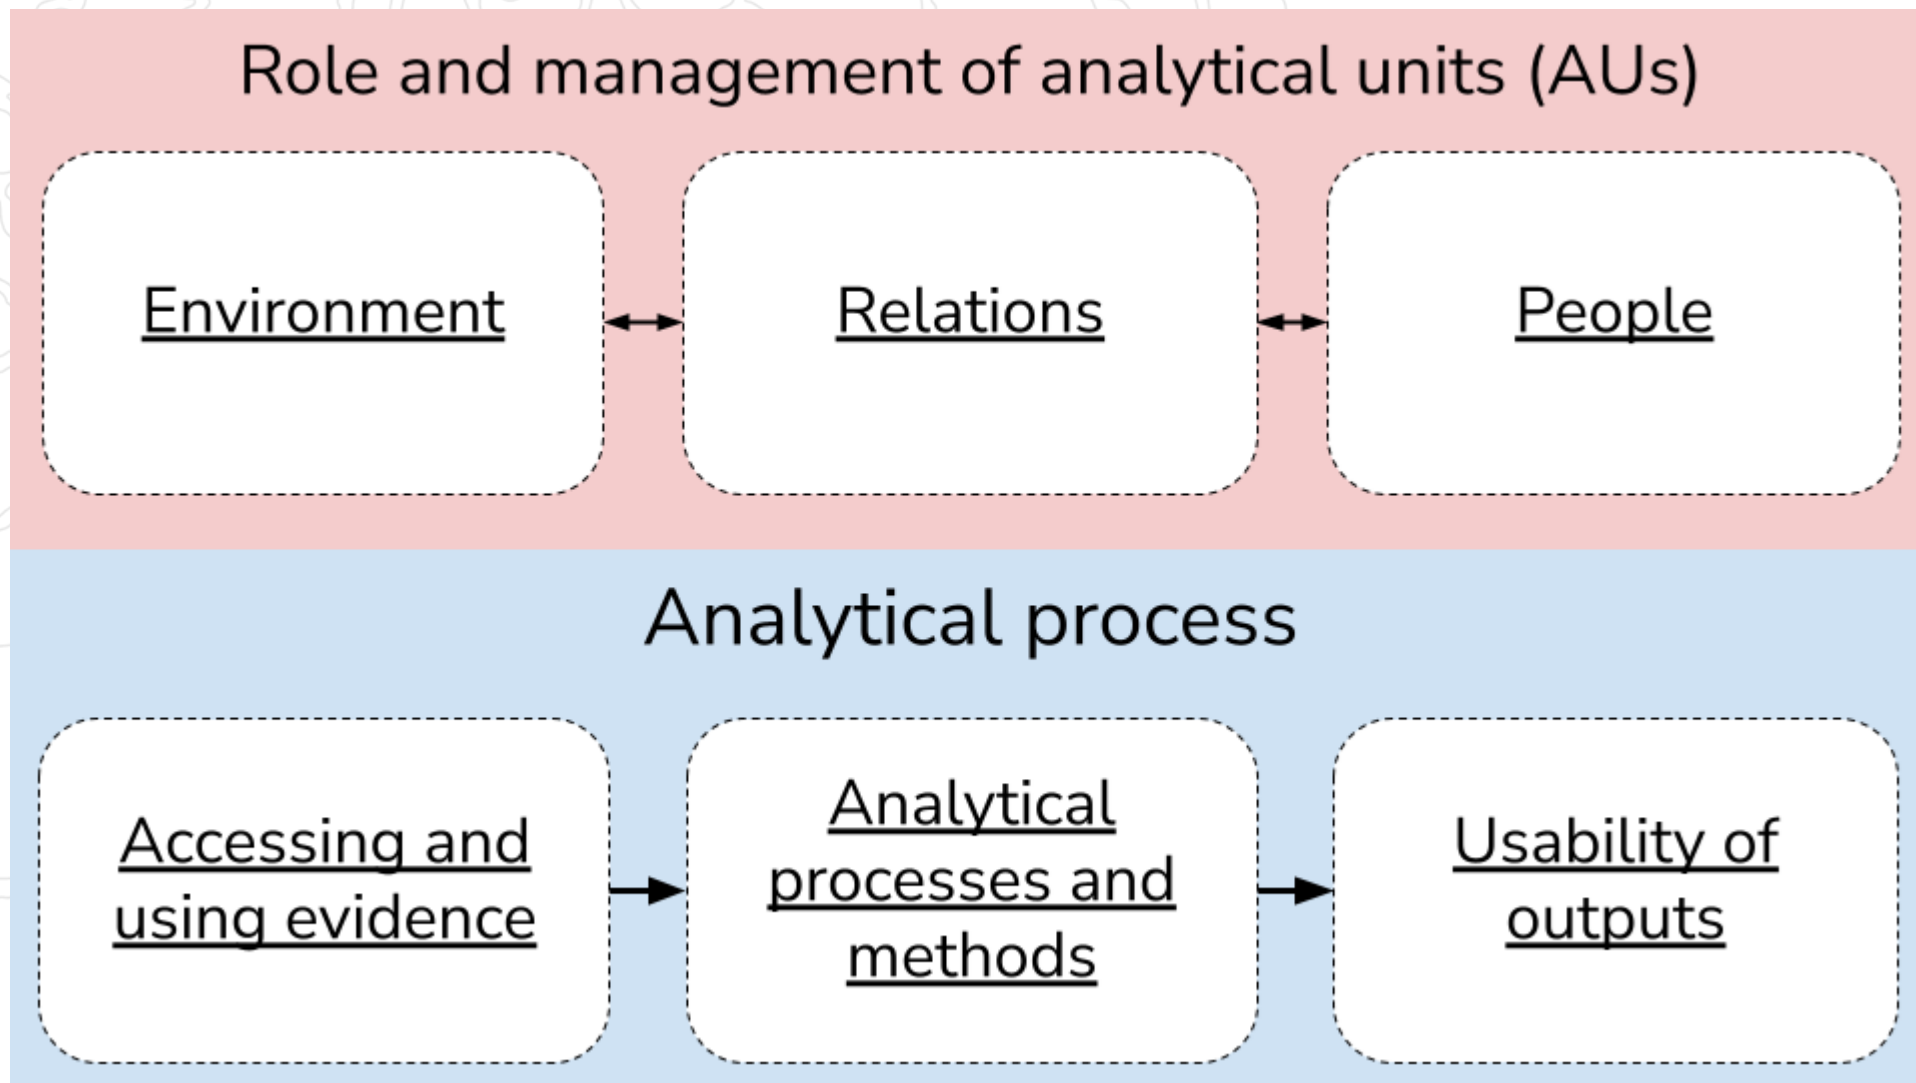 Role and management of analytical units (AUs)
Environment
Relations
People
Analytical process
Accessing and
using evidence
Analytical
processes and
methods
Usability of
outputs